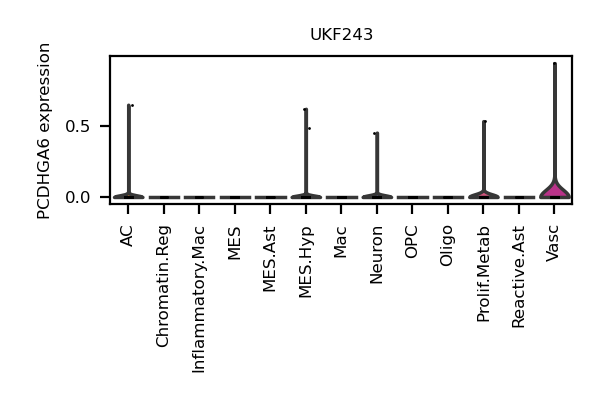 UKF243
PCDHGA6 expression
0.5
0.0
AC
Chromatin.Reg
Inflammatory.Mac
MES
MES.Ast
MES.Hyp
Mac
Neuron
OPC
Oligo
Prolif.Metab
Reactive.Ast
Vasc